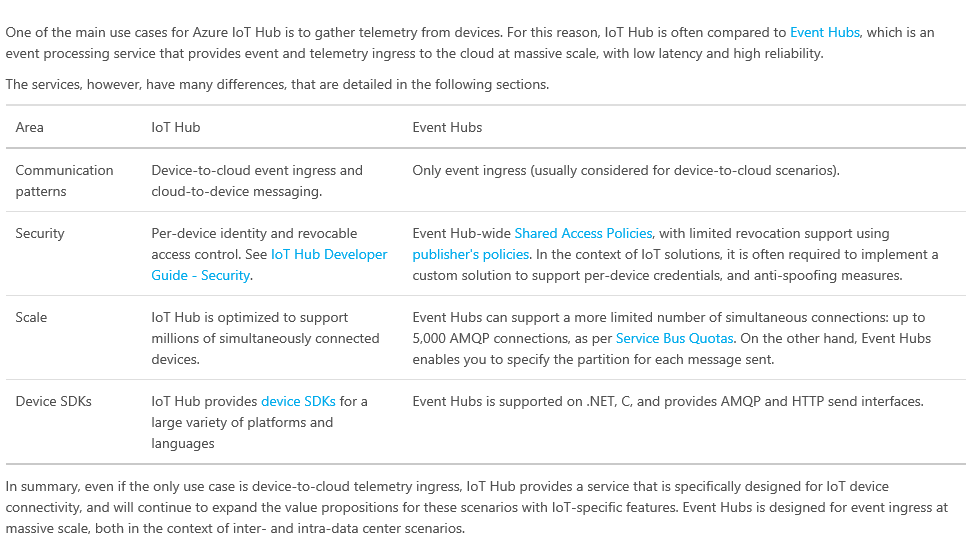 One of the main use cases for Azure IoT Hub is to gather telemetry from devices. For this reason, IoT Hub is often compared to Event Hubs, which is an
event processing service that provides event and telemetry ingress to the cloud at massive scale, with low latency and high reliability.
The services, however, have many differences, that are detailed in the following sections.
Area IoT Hub Event Hubs
Communication Device-to-cloud event ingress and Only event ingress (usually considered for device-to-cloud scenarios).
patterns cloud-to-device messaging.
Security Per-device identity and revocable Event Hub-wide Shared Access Policies, with limited revocation support using
access control. See IoT Hub Developer publisher's policies. In the context of IoT solutions, it is often required to implement a
Guide - Security. custom solution to support per-device credentials, and anti-spoofing measures.
Scale IoT Hub is optimized to support Event Hubs can support a more limited number of simultaneous connections: up to
millions of simultaneously connected 5,000 AMQP connections, as per Service Bus Quotas. On the other hand, Event Hubs
devices. enables you to specify the partition for each message sent.
Device SDKs IoT Hub provides device SDKs for a Event Hubs is supported on .NET, C, and provides AMQP and HTTP send interfaces.
large variety of platforms and
languages
In summary, even if the only use case is device-to-cloud telemetry ingress, IoT Hub provides a service that is specifically designed for IoT device
connectivity, and will continue to expand the value propositions for these scenarios with IoT-specific features. Event Hubs is designed for event ingress at
massive scale, both in the context of inter- and intra-data center scenarios.